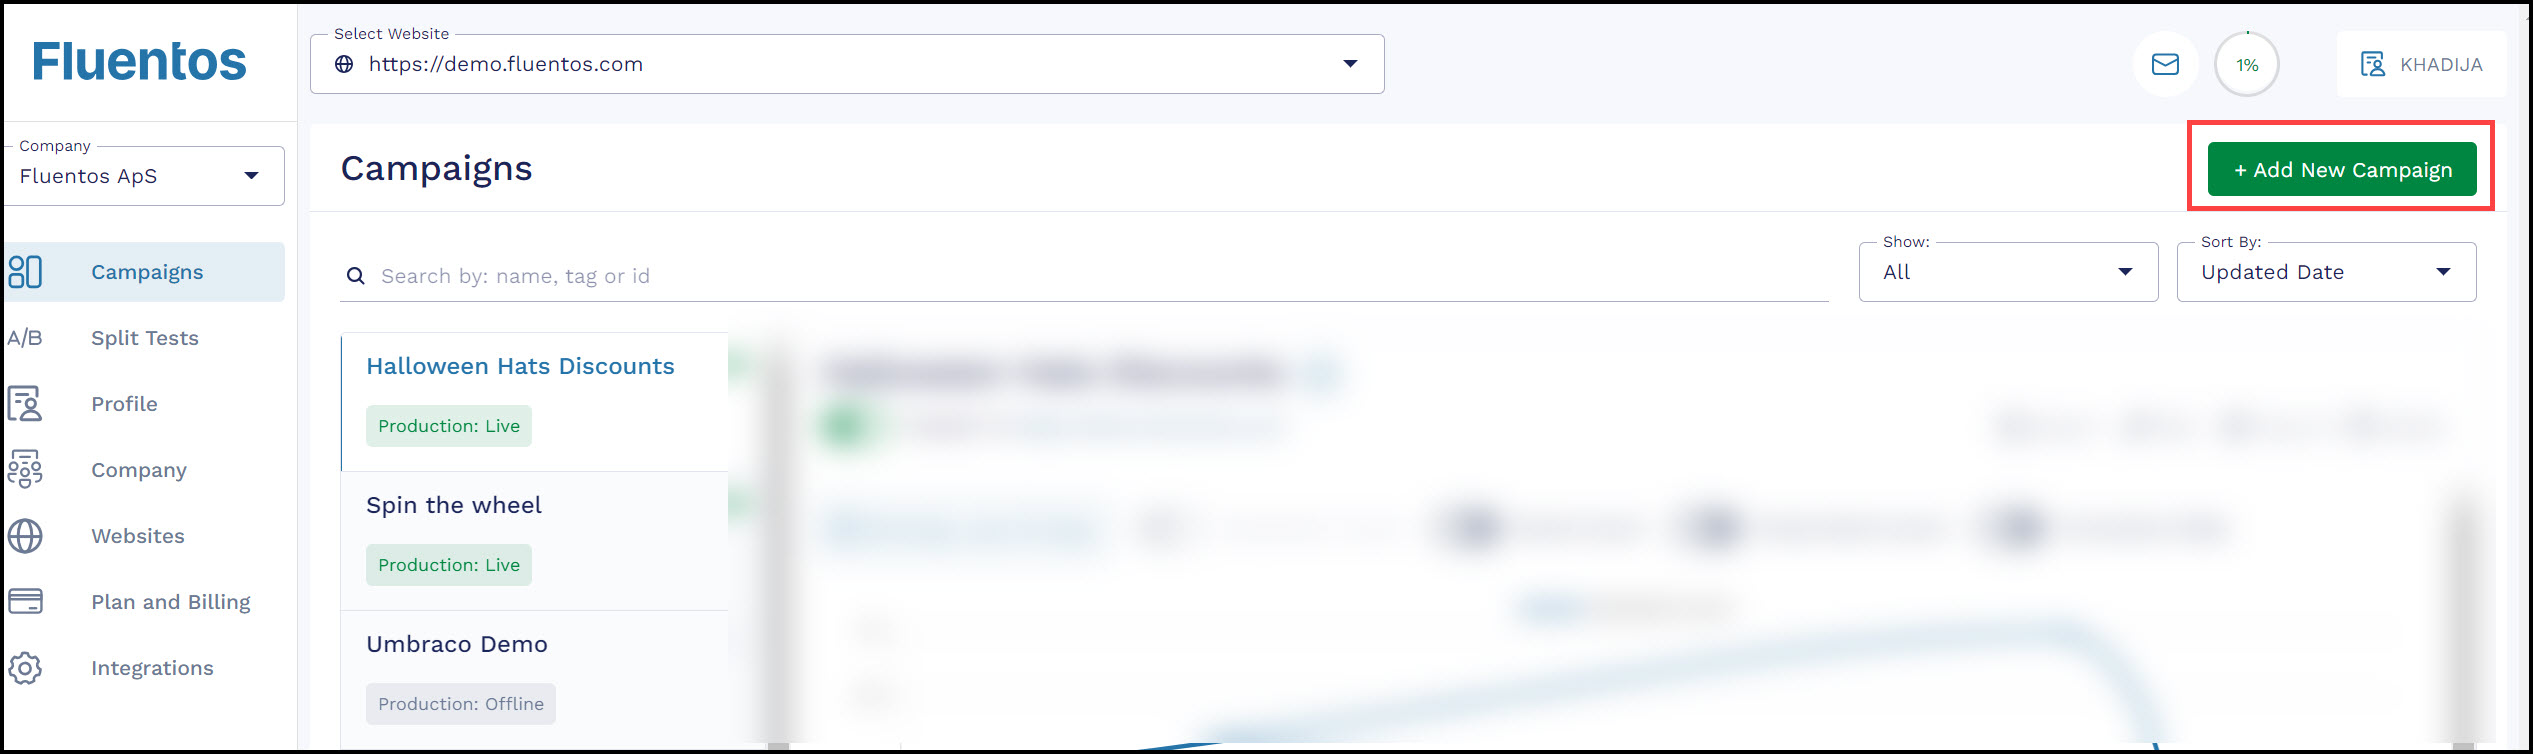 Fluentos
Select Website
https://demo.fluentos.com
1%
KHADIJA
Company
Fluentos ApS
Campaigns
+ Add New Campaign
Campaigns
Split Tests
Profile
Company
Websites
Plan and Billing
Integrations
Search by: name, tag or id
Show:
All
Sort By:
Updated Date
Halloween Hats Discounts
Production: Live
Spin the wheel
Production: Live
Umbraco Demo
Production: Offline
A/B